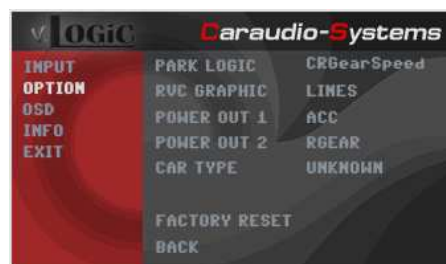 v.LOGiC Caraudio-Systems
INPUT
OPTION
OSD
INFO
EXIT
PARK LOGIC CRGearSpeed
RVC GRAPHIC LINES
POWER OUT 1 ACC
POWER OUT 2 RGEAR
CAR TYPE UNKNOWN
FACTORY RESET
BACK